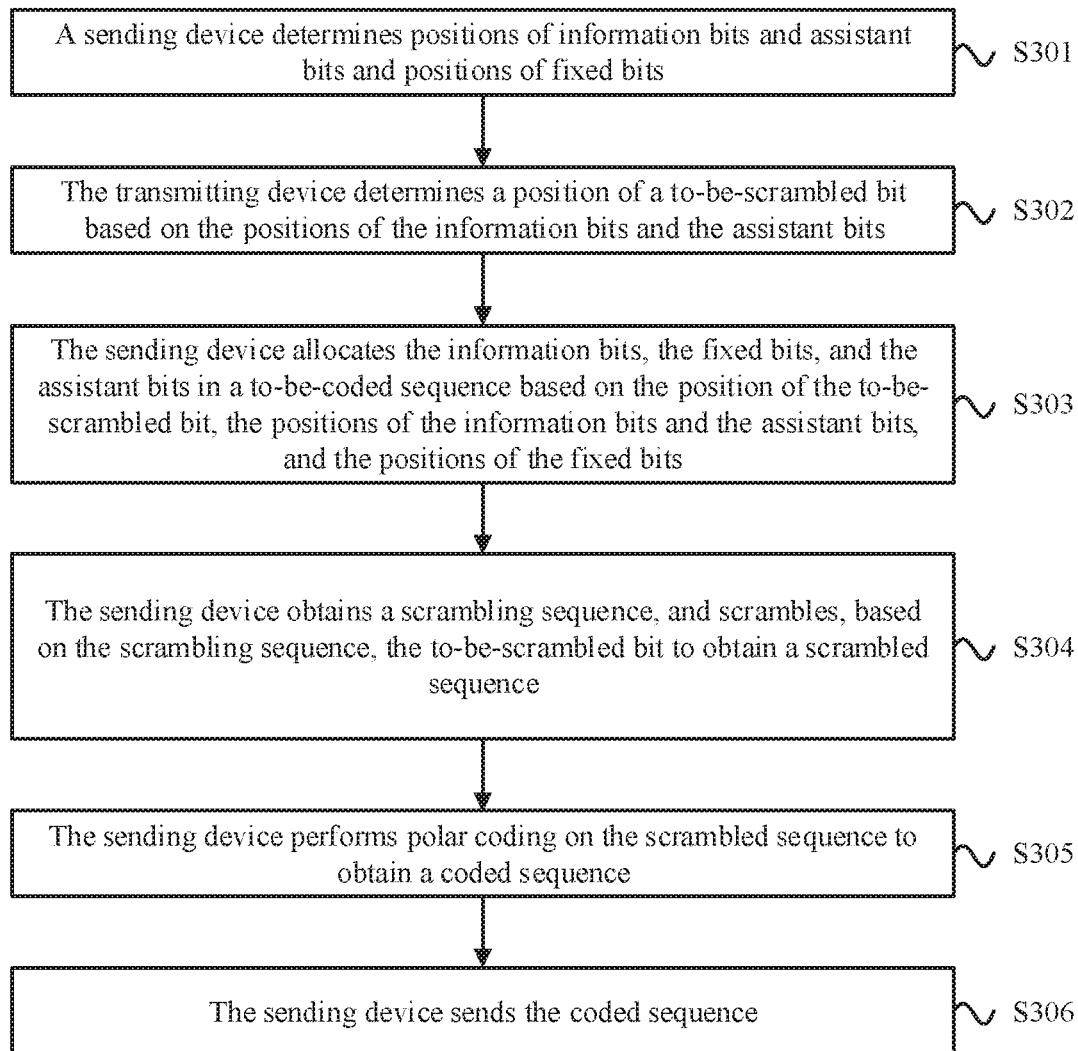 A sending device determines positions of information bits and assistant
bits and positions of fixed bits
S301
The transmitting device determines a position of a to-be-scrambled bit
based on the positions of the information bits and the assistant bits
S302
The sending device allocates the information bits, the fixed bits, and the
assistant bits in a to-be-coded sequence based on the position of the to-be-
scrambled bit, the positions of the information bits and the assistant bits,
and the positions of the fixed bits
S303
The sending device obtains a scrambling sequence, and scrambles, based
on the scrambling sequence, the to-be-scrambled bit to obtain a scrambled
sequence
S304
The sending device performs polar coding on the scrambled sequence to
obtain a coded sequence
S305
The sending device sends the coded sequence
S306